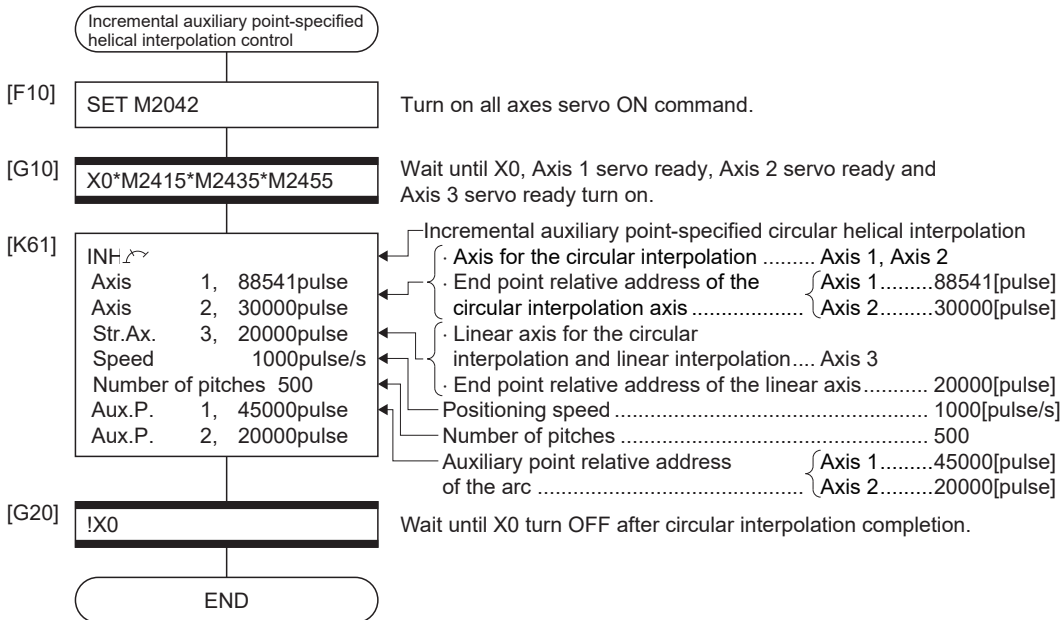 Incremental auxiliary point-specified
helical interpolation control
[F10]
SET M2042
Turn on all axes servo ON command.
[G10]
X0*M2415*M2435*M2455
Wait until X0, Axis 1 servo ready, Axis 2 servo ready and
Axis 3 servo ready turn on.
[K61]
INH
Axis 1, 88541pulse
Axis 2, 30000pulse
Str.Ax. 3, 20000pulse
Speed 1000pulse/s
Number of pitches 500
Aux.P. 1, 45000pulse
Aux.P. 2, 20000pulse
Incremental auxiliary point-specified circular helical interpolation
· Axis for the circular interpolation ......... Axis 1, Axis 2
· End point relative address of the
circular interpolation axis ..................... Axis 1.........88541[pulse]
Axis 2.........30000[pulse]
· Linear axis for the circular
interpolation and linear interpolation.... Axis 3
· End point relative address of the linear axis........... 20000[pulse]
Positioning speed .................................................. 1000[pulse/s]
Number of pitches ................................................. 500
Auxiliary point relative address
of the arc .......................................... Axis 1.........45000[pulse]
Axis 2.........20000[pulse]
[G20]
!X0
Wait until X0 turn OFF after circular interpolation completion.
END